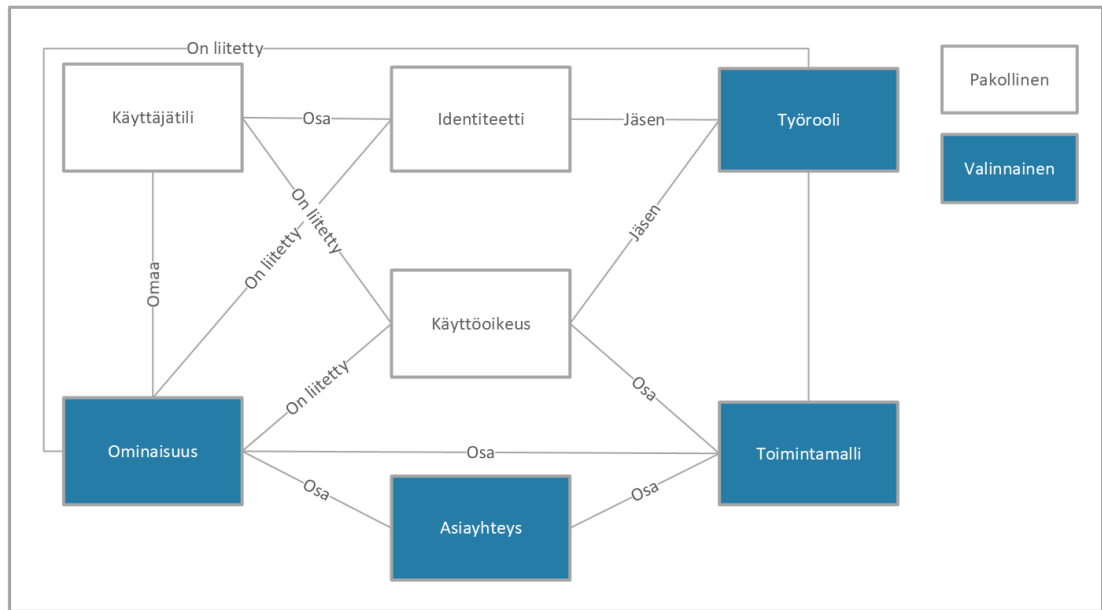 On liitetty
Käyttäjätili
Osa
Identiteetti
Jäsen
Työrooli
Pakollinen
Valinnainen
On liitetty
On liitetty
Omaa
Jäsen
Käyttöoikeus
On liitetty
Osa
Ominaisuus
Osa
Toimintamalli
Osa
Asiayhteys
Osa